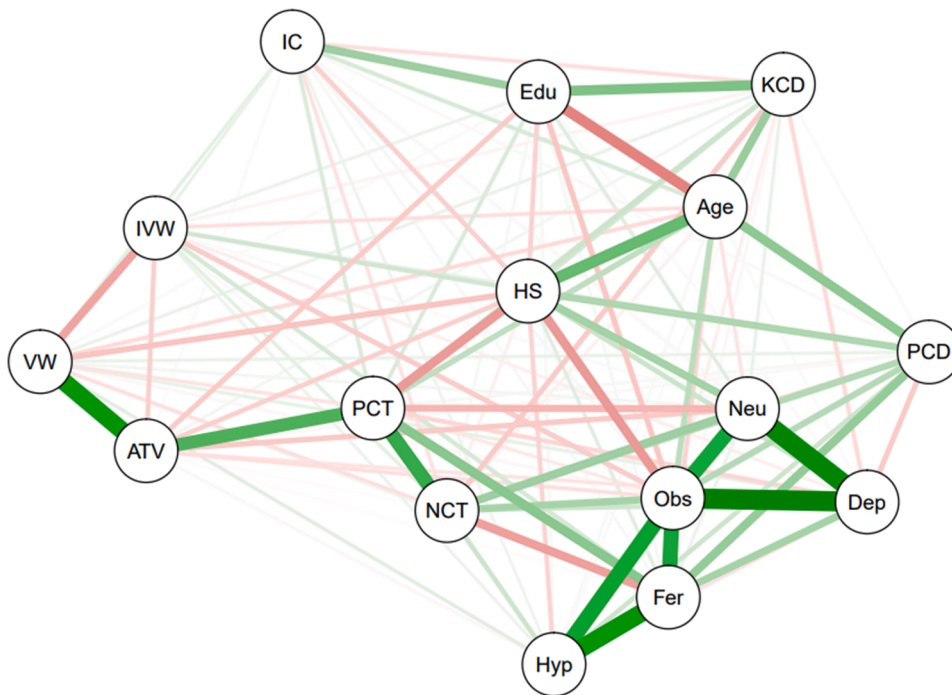 IC
Edu
KCD
Age
IVW
HS
VW
PCD
PCT
Neu
ATV
NCT
Obs
Dep
Fer
Hyp